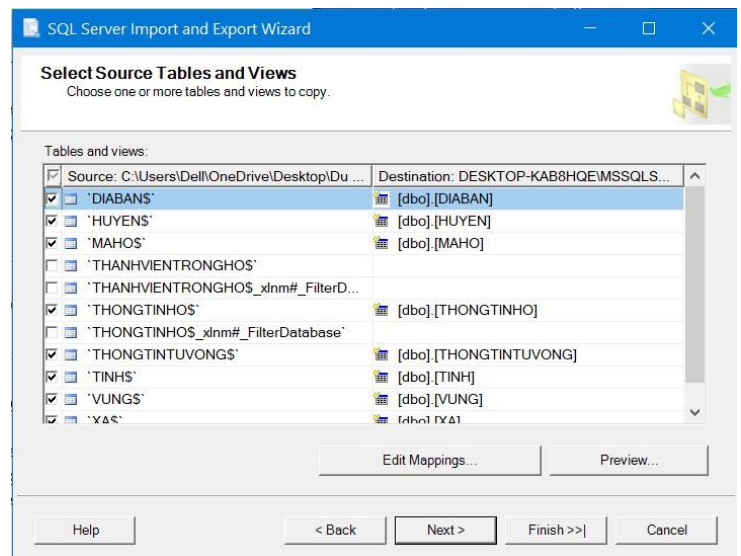 SQL Server Import and Export Wizard
Select Source Tables and Views
Choose one or more tables and views to copy.
Tables and views:
Source: C:\Users\Dell\OneDrive\Desktop\Du ... Destination: DESKTOP-KAB8HQE\MSSQLS...
`DIABAN$` [dbo].[DIABAN]
`HUYEN$` [dbo].[HUYEN]
`MAHO$` [dbo].[MAHO]
`THANHVIENTRONGHO$`
`THANHVIENTRONGHO$_xlnm#_FilterD...
`THONGTINHO$` [dbo].[THONGTINHO]
`THONGTINHO$_xlnm#_FilterDatabase`
`THONGTINTUVONG$` [dbo].[THONGTINTUVONG]
`TINH$` [dbo].[TINH]
`VUNG$` [dbo].[VUNG]
`XA$` [dbo].[XA]
Edit Mappings... Preview...
Help < Back Next > Finish >>| Cancel